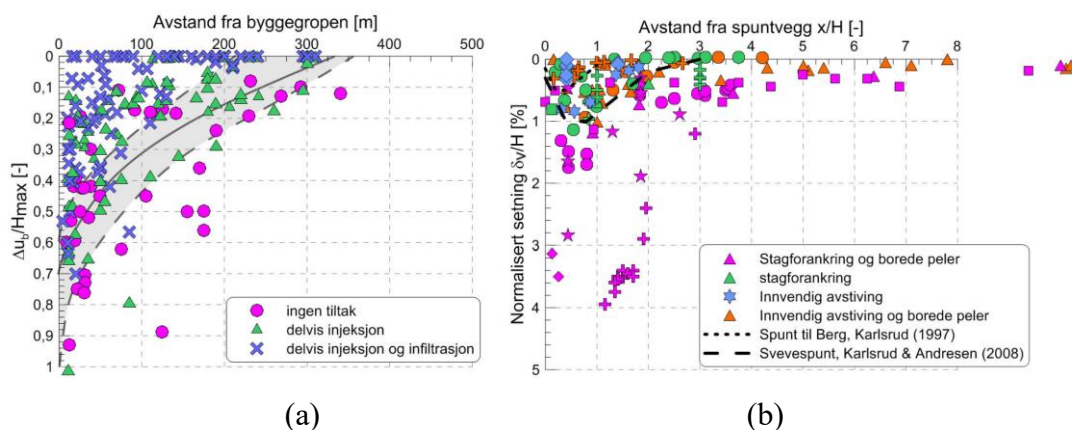 Avstand fra byggegropen [m]
0 100 200 300 400 500
0
0,1
0,2
0,3
0,4
0,5
0,6
0,7
0,8
0,9
1
Δub/Hmax [-]
ingen tiltak
delvis injeksjon
delvis injeksjon og infiltrasjon
(a)
Avstand fra spuntvegg x/H [-]
0 1 2 3 4 5 6 7 8
0
1
2
3
4
5
Normalisert setning δv/H [%]
Stagforankring og borede peler
stagforankring
Innvendig avstiving
Innvendig avstiving og borede peler
Spunt til Berg, Karlsrud (1997)
Svevespunt, Karlsrud & Andresen (2008)
(b)